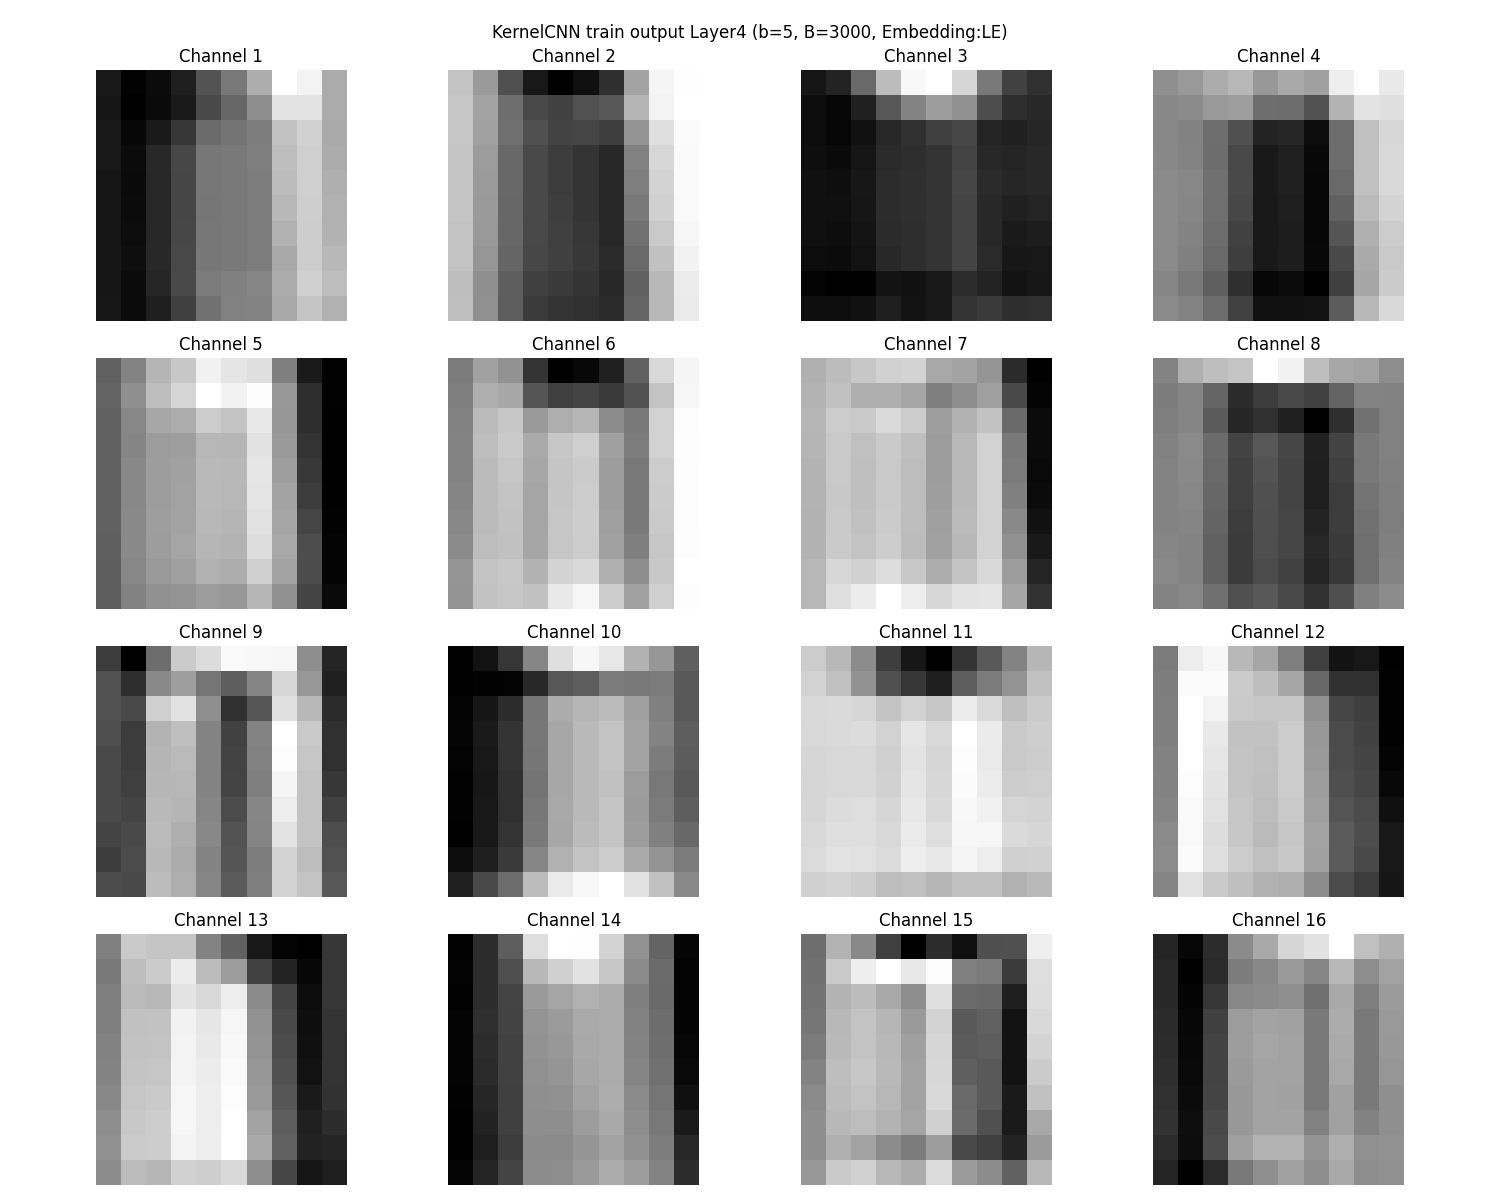 KernelCNN train output Layer4 (b=5, B=3000, Embedding:LE)
Channel 1
Channel 2
Channel 3
Channel 4
Channel 5
Channel 6
Channel 7
Channel 8
Channel 9
Channel 10
Channel 11
Channel 12
Channel 13
Channel 14
Channel 15
Channel 16